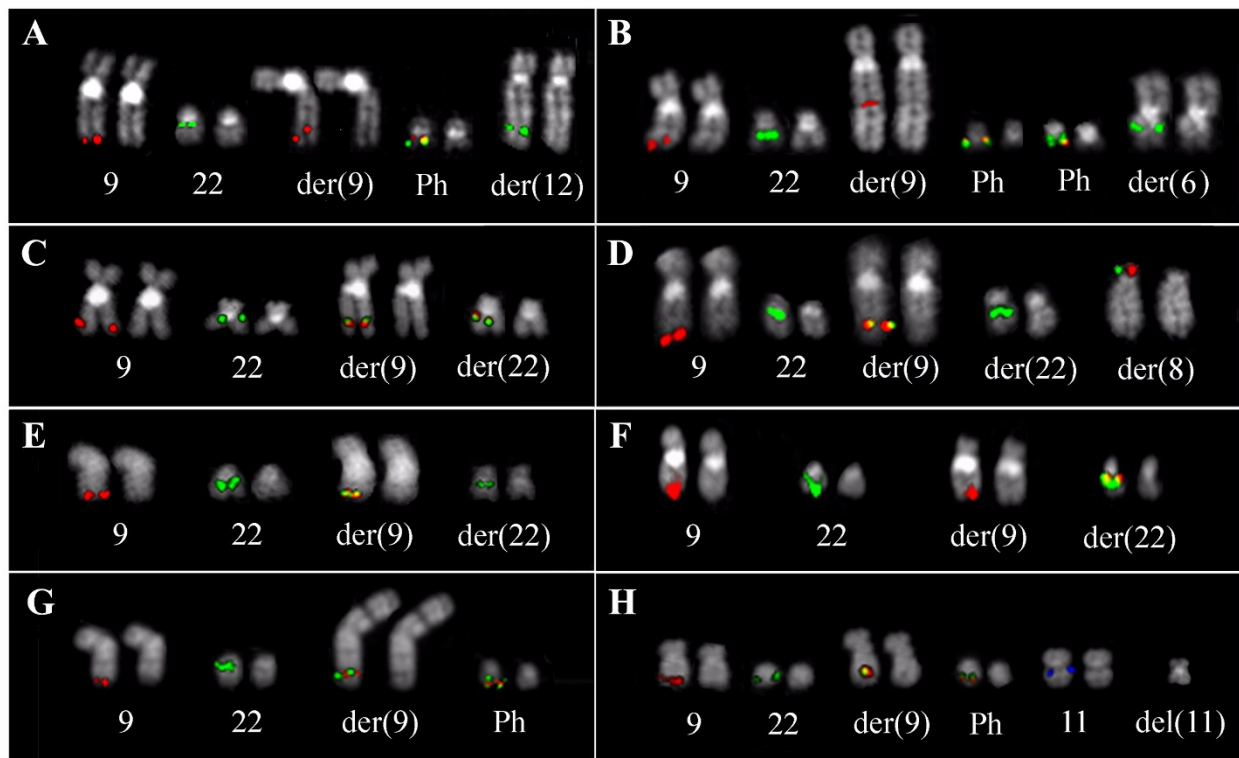 A
9 22 der(9) Ph der(12)
B
9 22 der(9) Ph Ph der(6)
C
9 22 der(9) der(22)
D
9 22 der(9) der(22) der(8)
E
9 22 der(9) der(22)
F
9 22 der(9) der(22)
G
9 22 der(9) Ph
H
9 22 der(9) Ph 11 del(11)